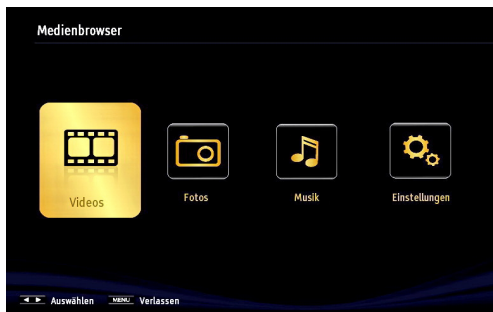 Medienbrowser
Videos Fotos Musik Einstellungen
◄ ► Auswählen MENU Verlassen